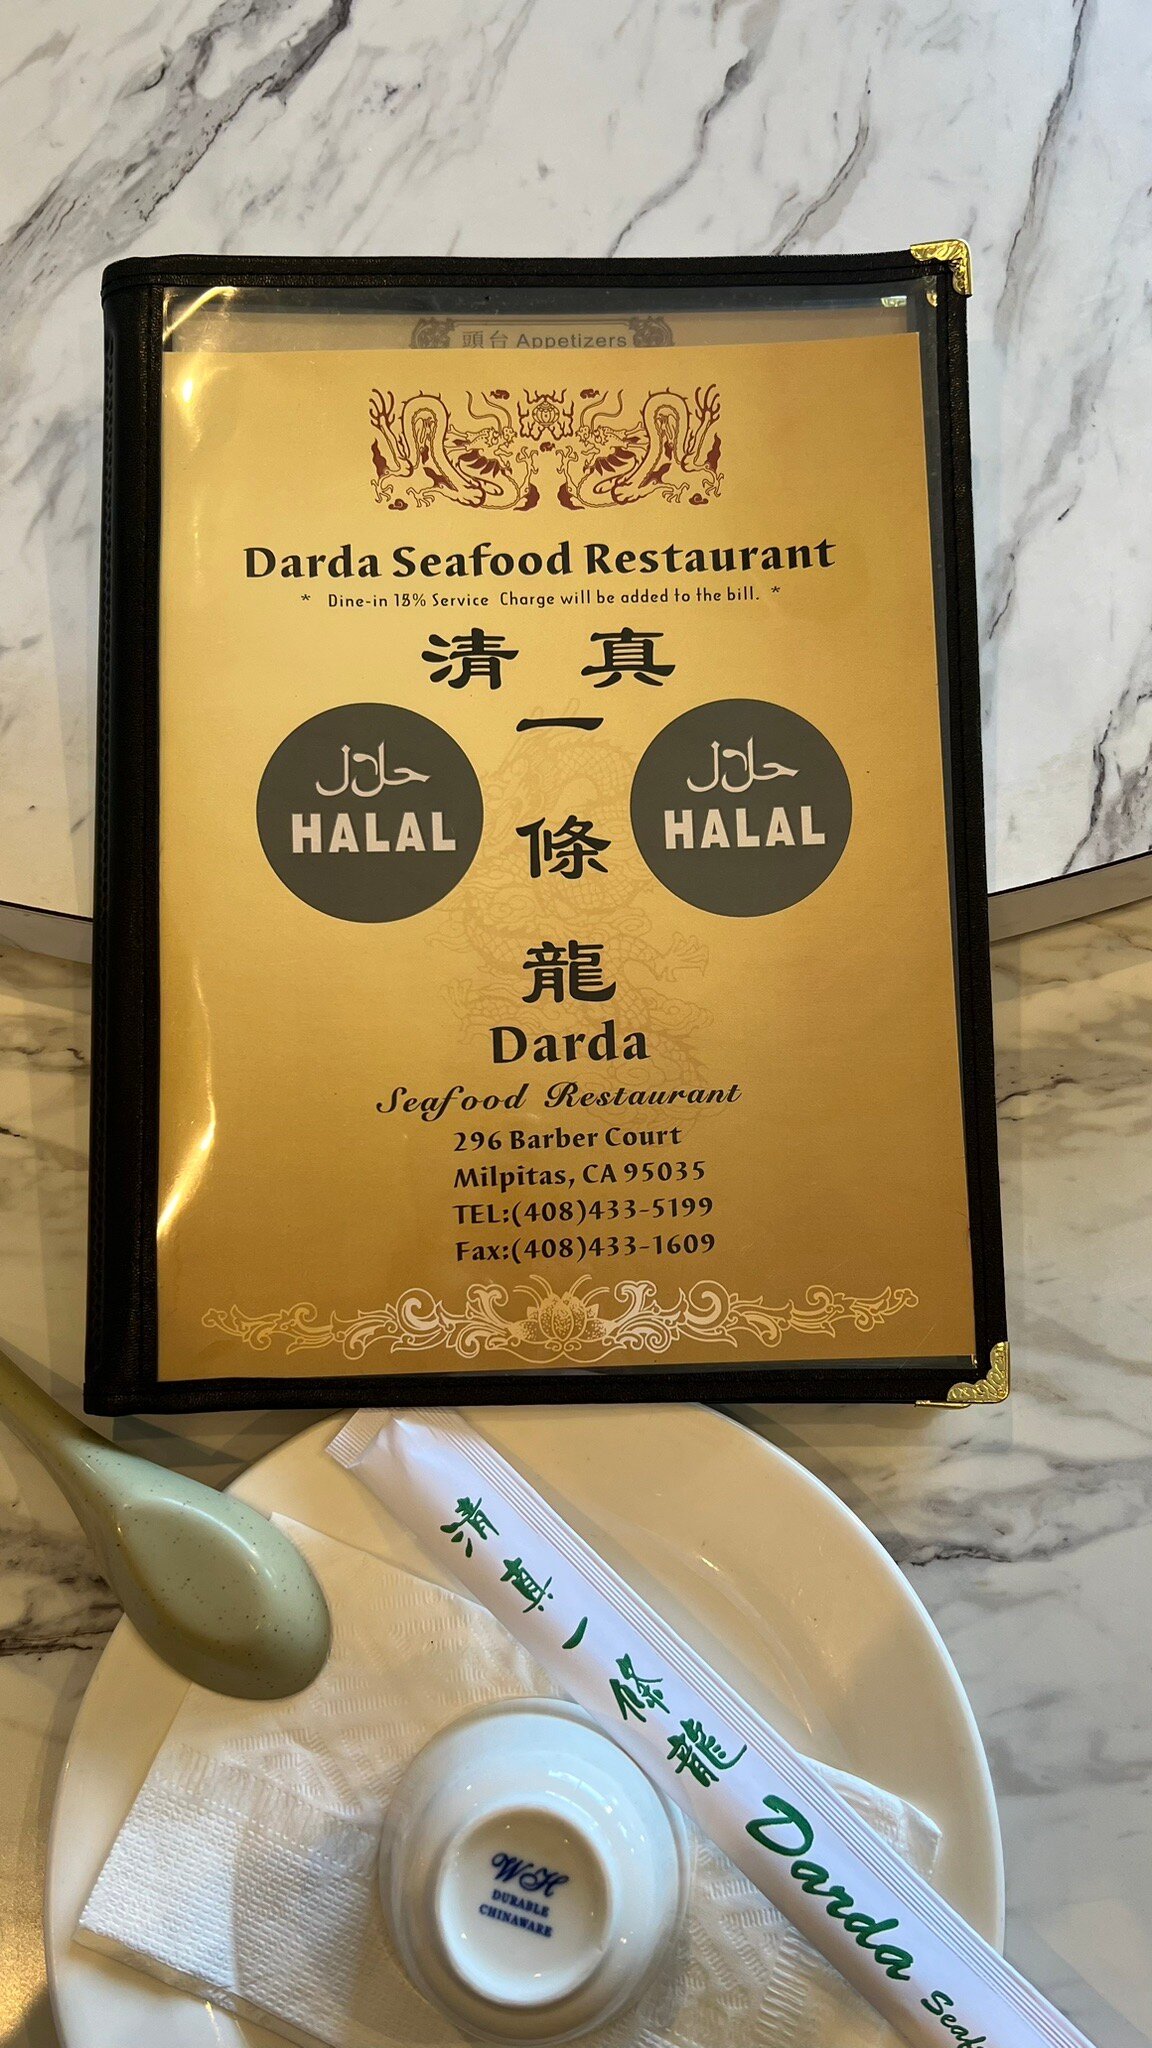 頭台 Appetizers
Darda Seafood Restaurant
* Dine-in 18% Service Charge will be added to the bill. *
清 真
一
حلال
HALAL
حلال
HALAL
條
龍
Darda
Seafood Restaurant
296 Barber Court
Milpitas, CA 95035
TEL:(408)433-5199
Fax:(408)433-1609
清真一條龍 Darda Seaf
WH
DURABLE
CHINAWARE